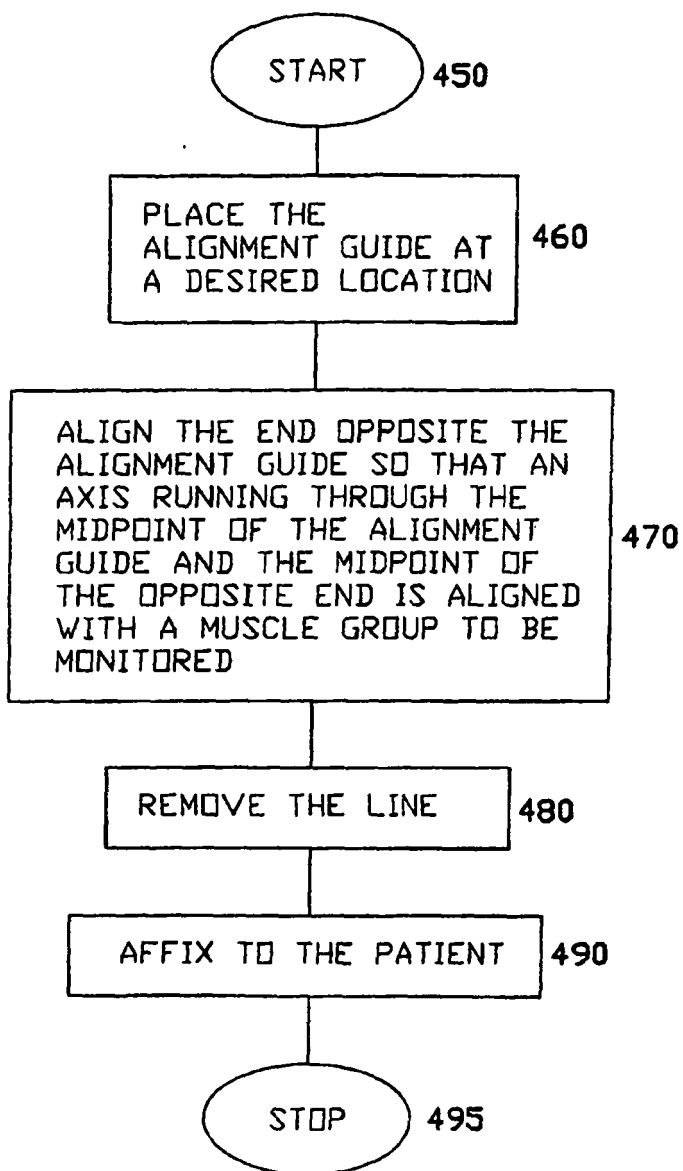 START 450
PLACE THE
ALIGNMENT GUIDE AT
A DESIRED LOCATION
460
ALIGN THE END OPPOSITE THE
ALIGNMENT GUIDE SO THAT AN
AXIS RUNNING THROUGH THE
MIDPOINT OF THE ALIGNMENT
GUIDE AND THE MIDPOINT OF
THE OPPOSITE END IS ALIGNED
WITH A MUSCLE GROUP TO BE
MONITORED
470
REMOVE THE LINE 480
AFFIX TO THE PATIENT 490
STOP 495